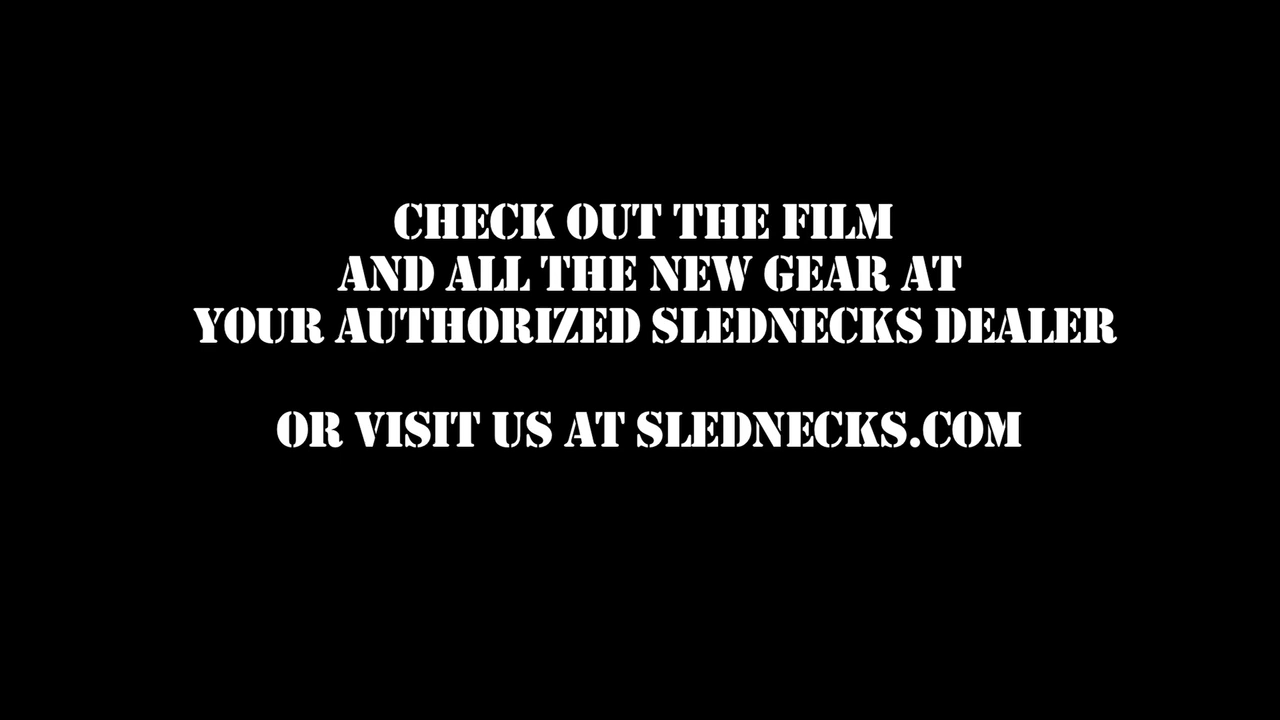 CHECK OUT THE FILM
AND ALL THE NEW GEAR AT
YOUR AUTHORIZED SLEDNECKS DEALER
OR VISIT US AT SLEDNECKS.COM